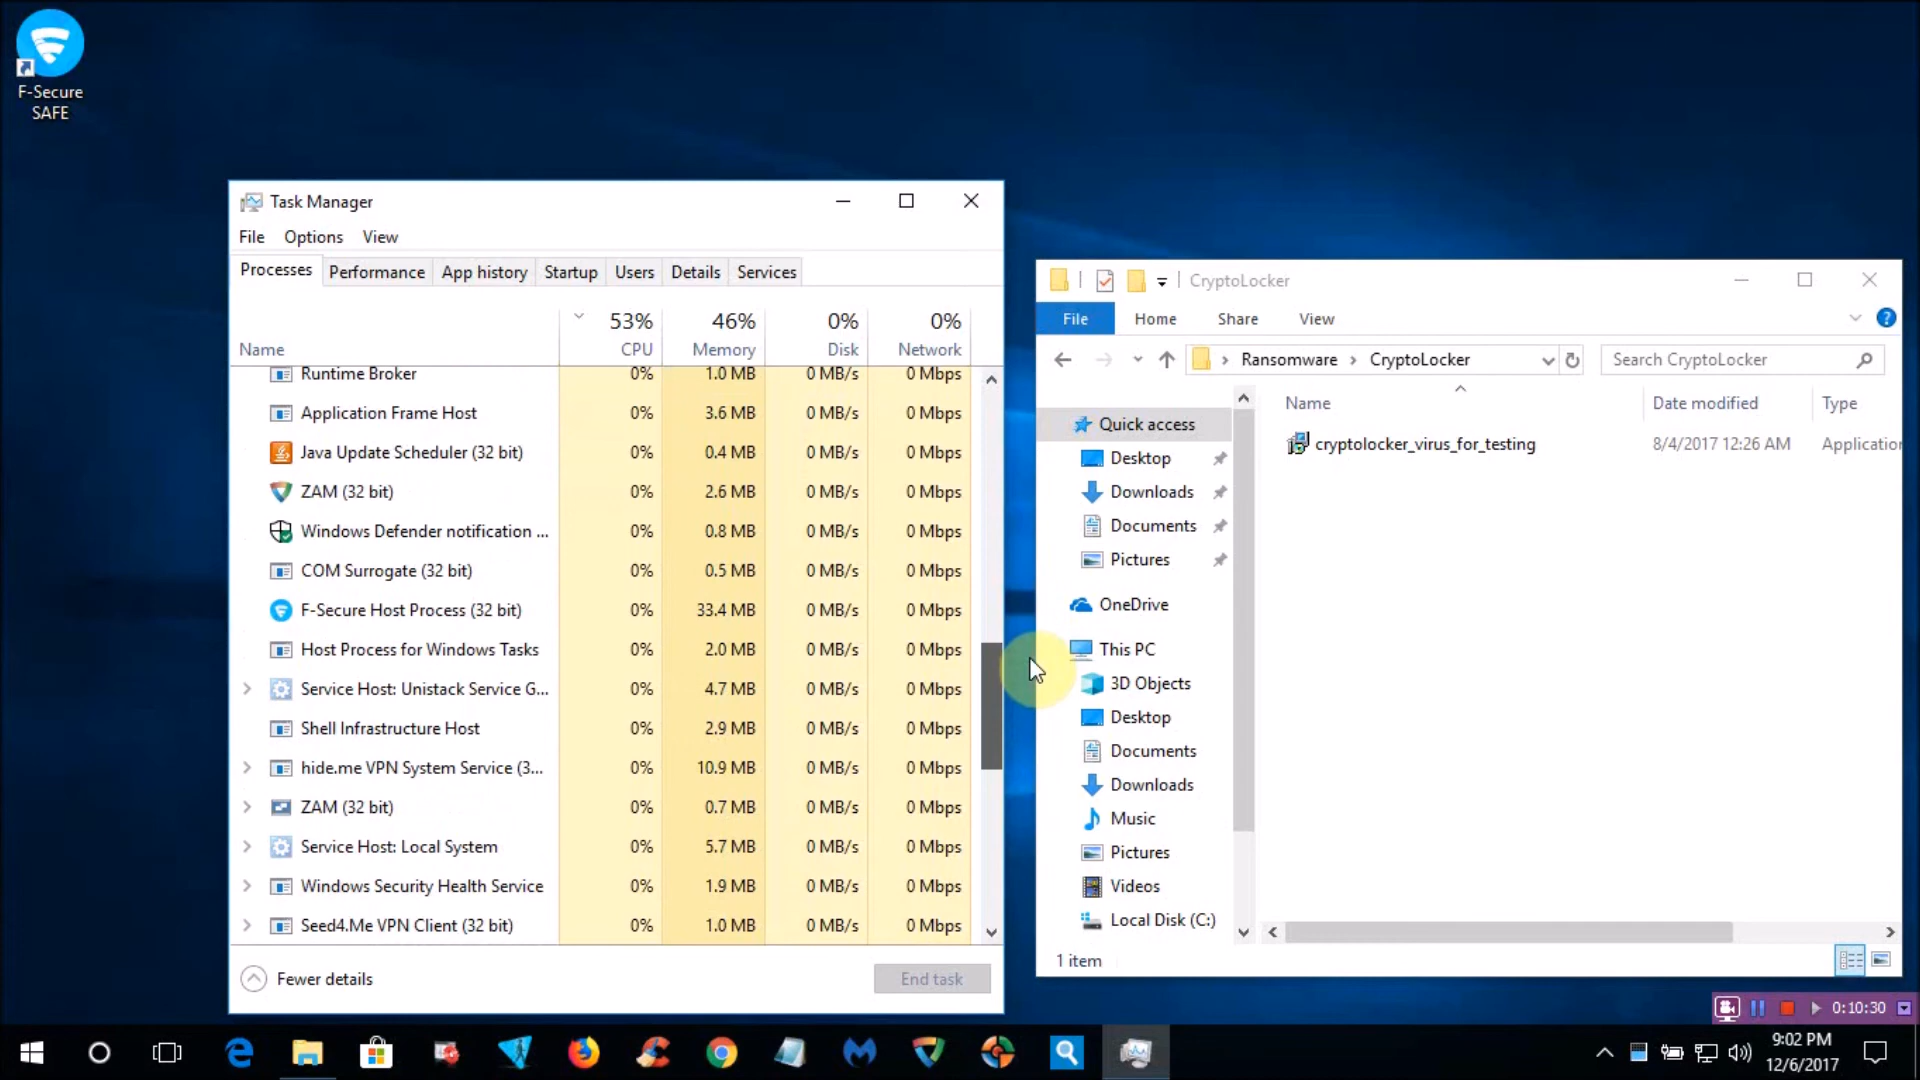 F-Secure
SAFE
Task Manager
File Options View
Processes Performance App history Startup Users Details Services
53% 46% 0% 0%
Name CPU Memory Disk Network
Runtime Broker 0% 1.0 MB 0 MB/s 0 Mbps
Application Frame Host 0% 3.6 MB 0 MB/s 0 Mbps
Java Update Scheduler (32 bit) 0% 0.4 MB 0 MB/s 0 Mbps
ZAM (32 bit) 0% 2.6 MB 0 MB/s 0 Mbps
Windows Defender notification ... 0% 0.8 MB 0 MB/s 0 Mbps
COM Surrogate (32 bit) 0% 0.5 MB 0 MB/s 0 Mbps
F-Secure Host Process (32 bit) 0% 33.4 MB 0 MB/s 0 Mbps
Host Process for Windows Tasks 0% 2.0 MB 0 MB/s 0 Mbps
Service Host: Unistack Service G... 0% 4.7 MB 0 MB/s 0 Mbps
Shell Infrastructure Host 0% 2.9 MB 0 MB/s 0 Mbps
hide.me VPN System Service (3... 0% 10.9 MB 0 MB/s 0 Mbps
ZAM (32 bit) 0% 0.7 MB 0 MB/s 0 Mbps
Service Host: Local System 0% 5.7 MB 0 MB/s 0 Mbps
Windows Security Health Service 0% 1.9 MB 0 MB/s 0 Mbps
Seed4.Me VPN Client (32 bit) 0% 1.0 MB 0 MB/s 0 Mbps
Fewer details End task
CryptoLocker
File Home Share View
Ransomware CryptoLocker Search CryptoLocker
Name Date modified Type
cryptolocker_virus_for_testing 8/4/2017 12:26 AM Application
Quick access
Desktop
Downloads
Documents
Pictures
OneDrive
This PC
3D Objects
Desktop
Documents
Downloads
Music
Pictures
Videos
Local Disk (C:)
1 item
0:10:30
9:02 PM
12/6/2017